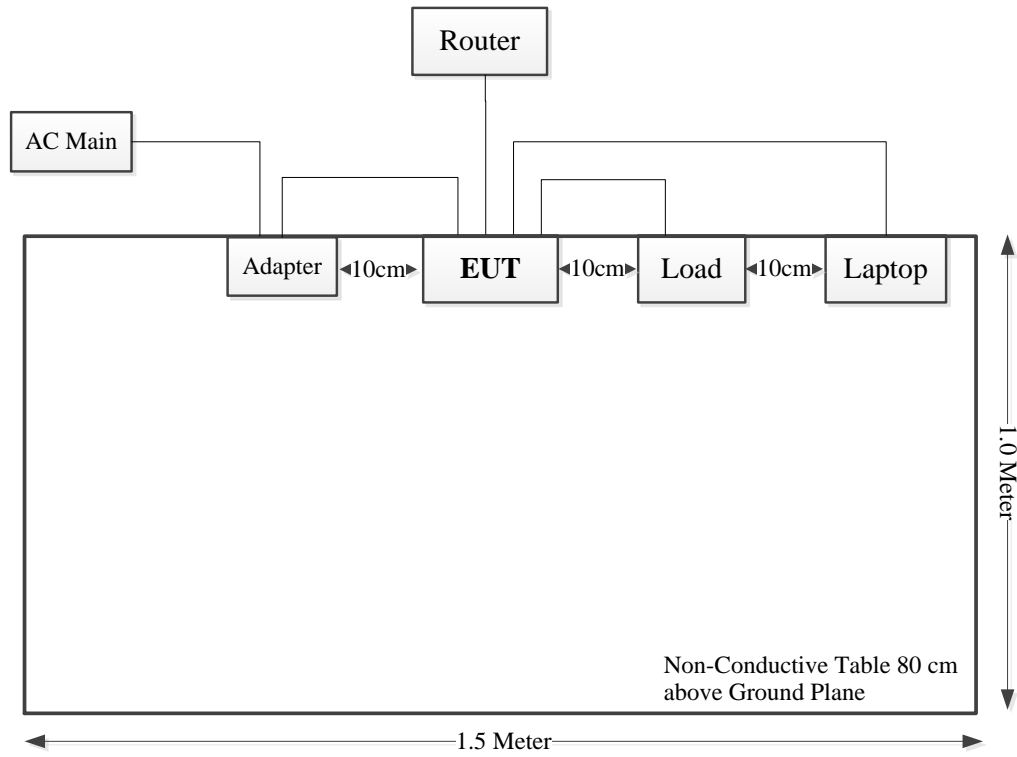 Router
AC Main
Adapter
10cm
EUT
10cm
Load
10cm
Laptop
1.0 Meter
Non-Conductive Table 80 cm
above Ground Plane
1.5 Meter